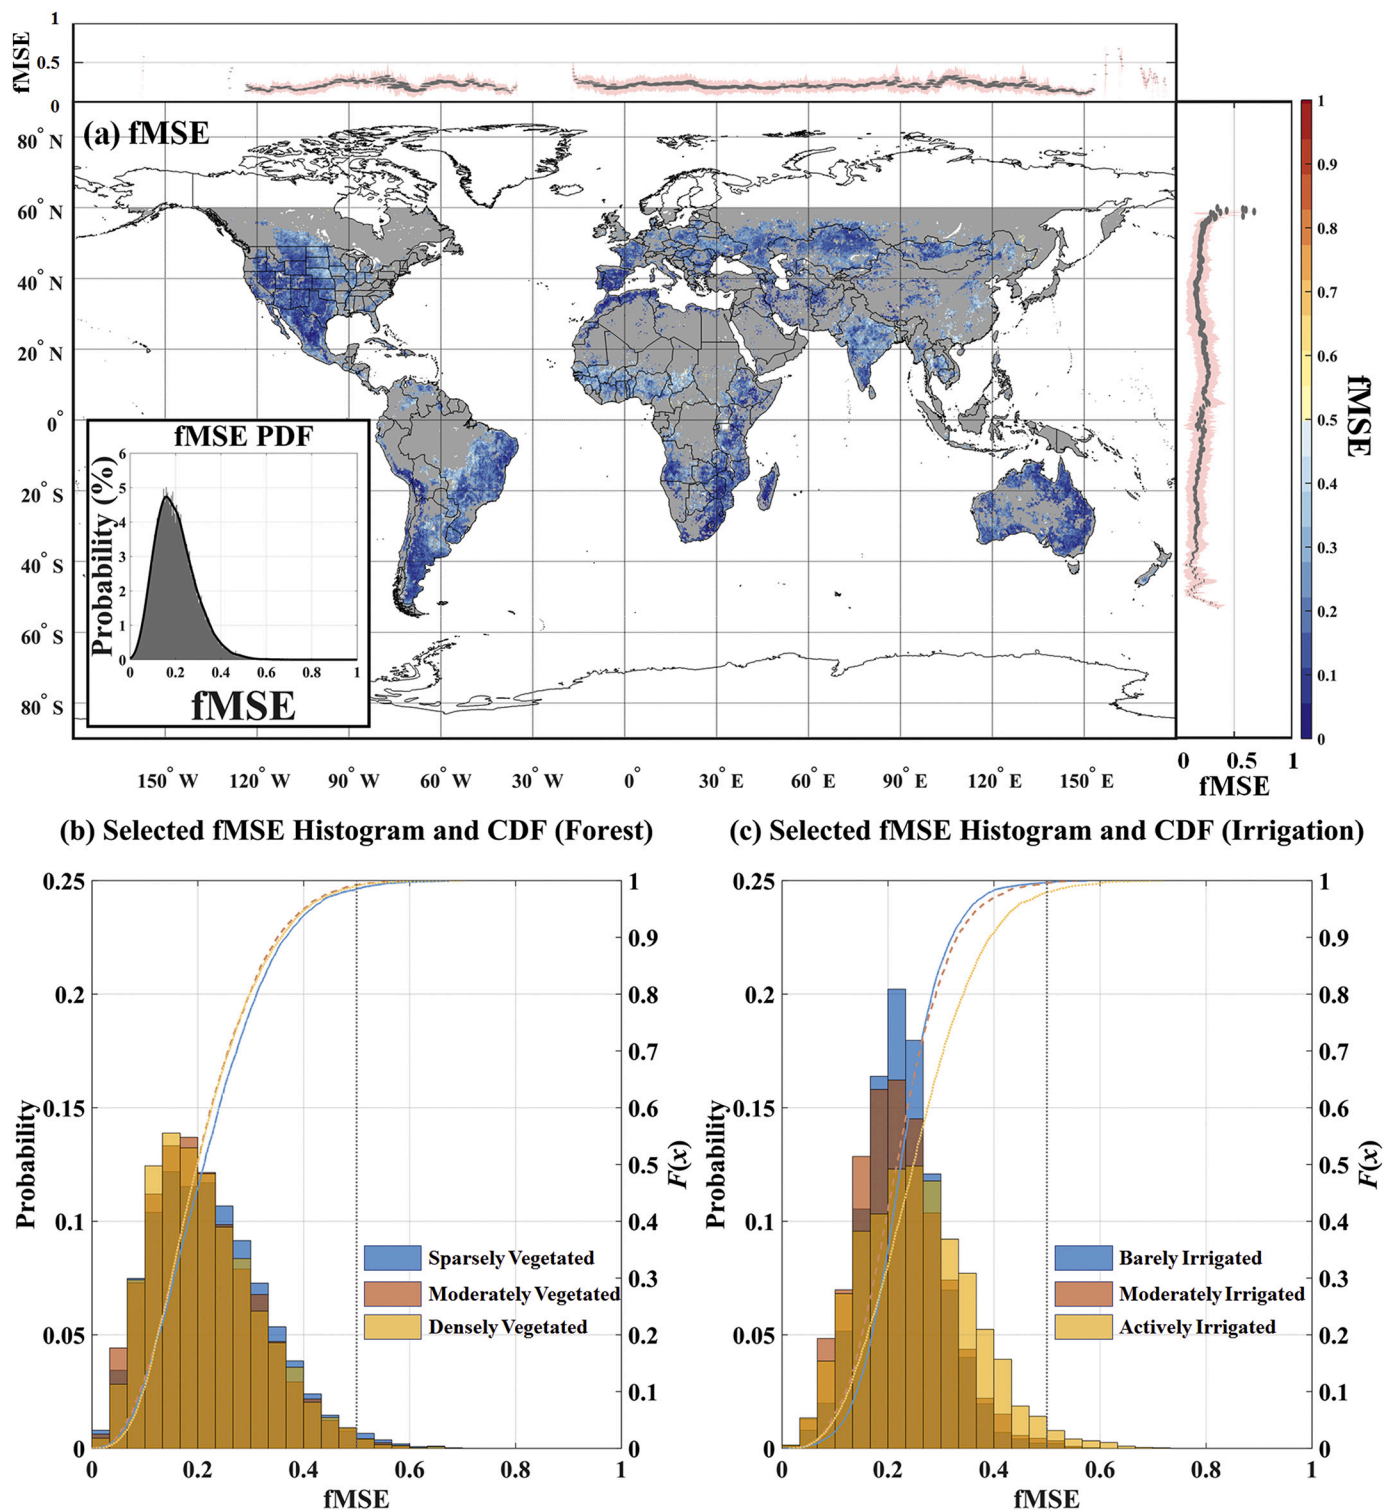 1
0.5
0
fMSE
(a) fMSE
80° N
60° N
40° N
20° N
0°
20° S
40° S
60° S
80° S
150° W
120° W
90° W
60° W
30° W
0°
30° E
60° E
90° E
120° E
150° E
fMSE PDF
Probability (%)
6
5
4
3
2
1
0
0
0.2
0.4
0.6
0.8
1
fMSE
0
0.5
1
fMSE
1
0.9
0.8
0.7
0.6
0.5
0.4
0.3
0.2
0.1
0
fMSE
(b) Selected fMSE Histogram and CDF (Forest)
0.25
0.2
0.15
0.1
0.05
0
Probability
1
0.9
0.8
0.7
0.6
0.5
0.4
0.3
0.2
0.1
0
F(x)
Sparsely Vegetated
Moderately Vegetated
Densely Vegetated
0
0.2
0.4
0.6
0.8
1
fMSE
(c) Selected fMSE Histogram and CDF (Irrigation)
0.25
0.2
0.15
0.1
0.05
0
Probability
1
0.9
0.8
0.7
0.6
0.5
0.4
0.3
0.2
0.1
0
F(x)
Barely Irrigated
Moderately Irrigated
Actively Irrigated
0
0.2
0.4
0.6
0.8
1
fMSE